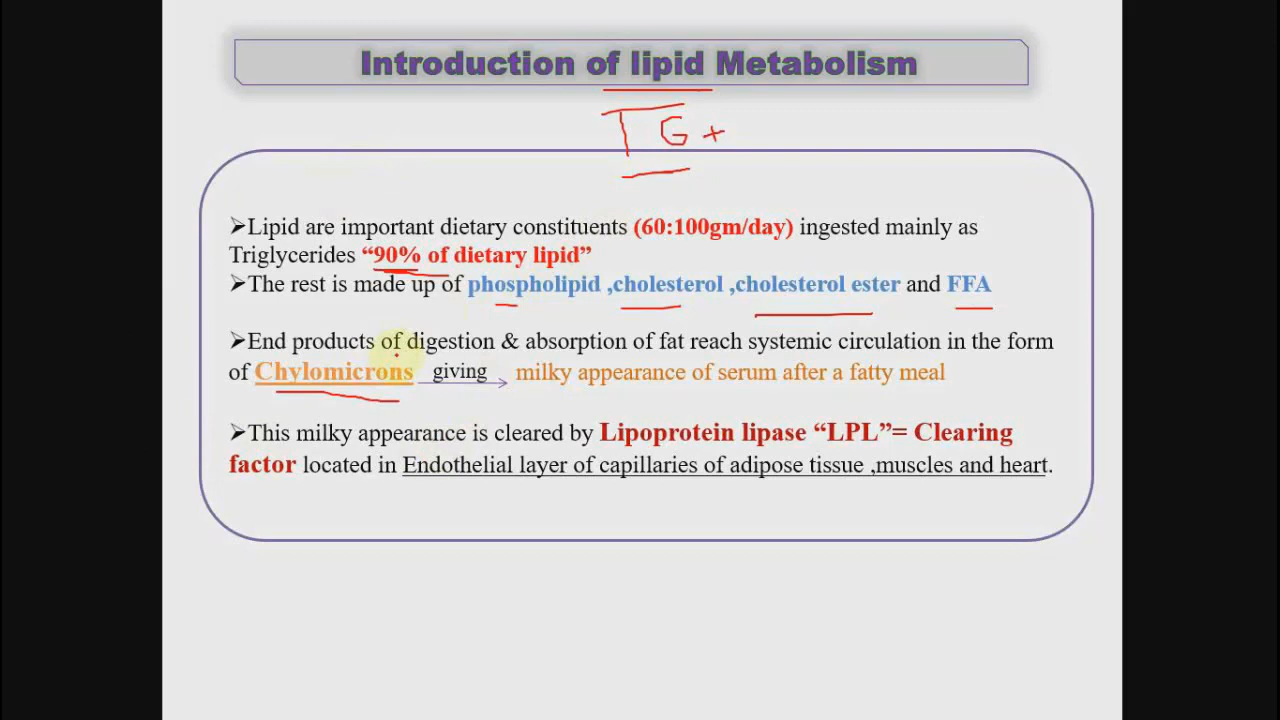 Introduction of lipid Metabolism
TG +
➢Lipid are important dietary constituents (60:100gm/day) ingested mainly as
Triglycerides “90% of dietary lipid”
➢The rest is made up of phospholipid ,cholesterol ,cholesterol ester and FFA
➢End products of digestion & absorption of fat reach systemic circulation in the form
of Chylomicrons giving milky appearance of serum after a fatty meal
➢This milky appearance is cleared by Lipoprotein lipase “LPL”= Clearing
factor located in Endothelial layer of capillaries of adipose tissue ,muscles and heart.